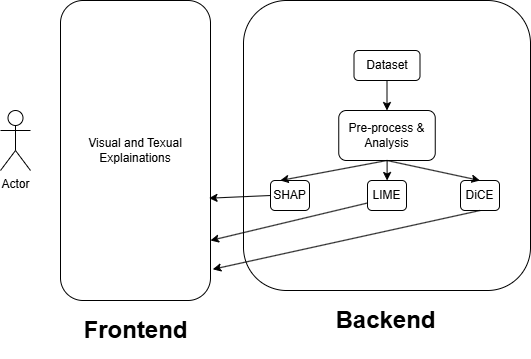 Actor
Visual and Texual
Explainations
Dataset
Pre-process &
Analysis
SHAP
LIME
DiCE
Frontend
Backend